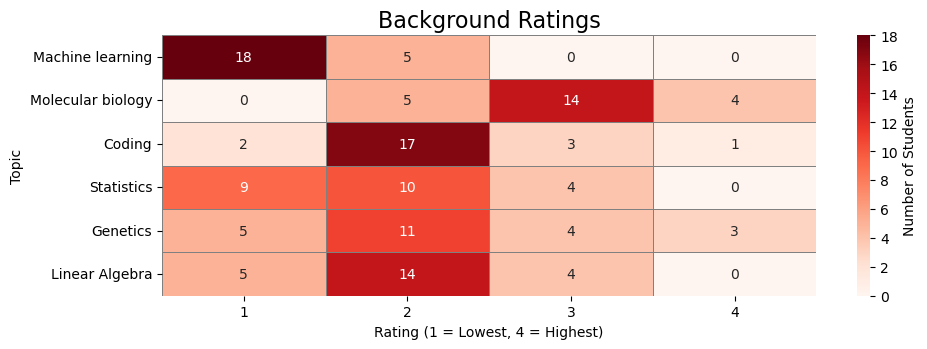 Background Ratings
Machine learning 18 5 0 0
Molecular biology 0 5 14 4
Coding 2 17 3 1
Statistics 9 10 4 0
Genetics 5 11 4 3
Linear Algebra 5 14 4 0
Topic
1 2 3 4
Rating (1 = Lowest, 4 = Highest)
18
16
14
12
10
8
6
4
2
0
Number of Students